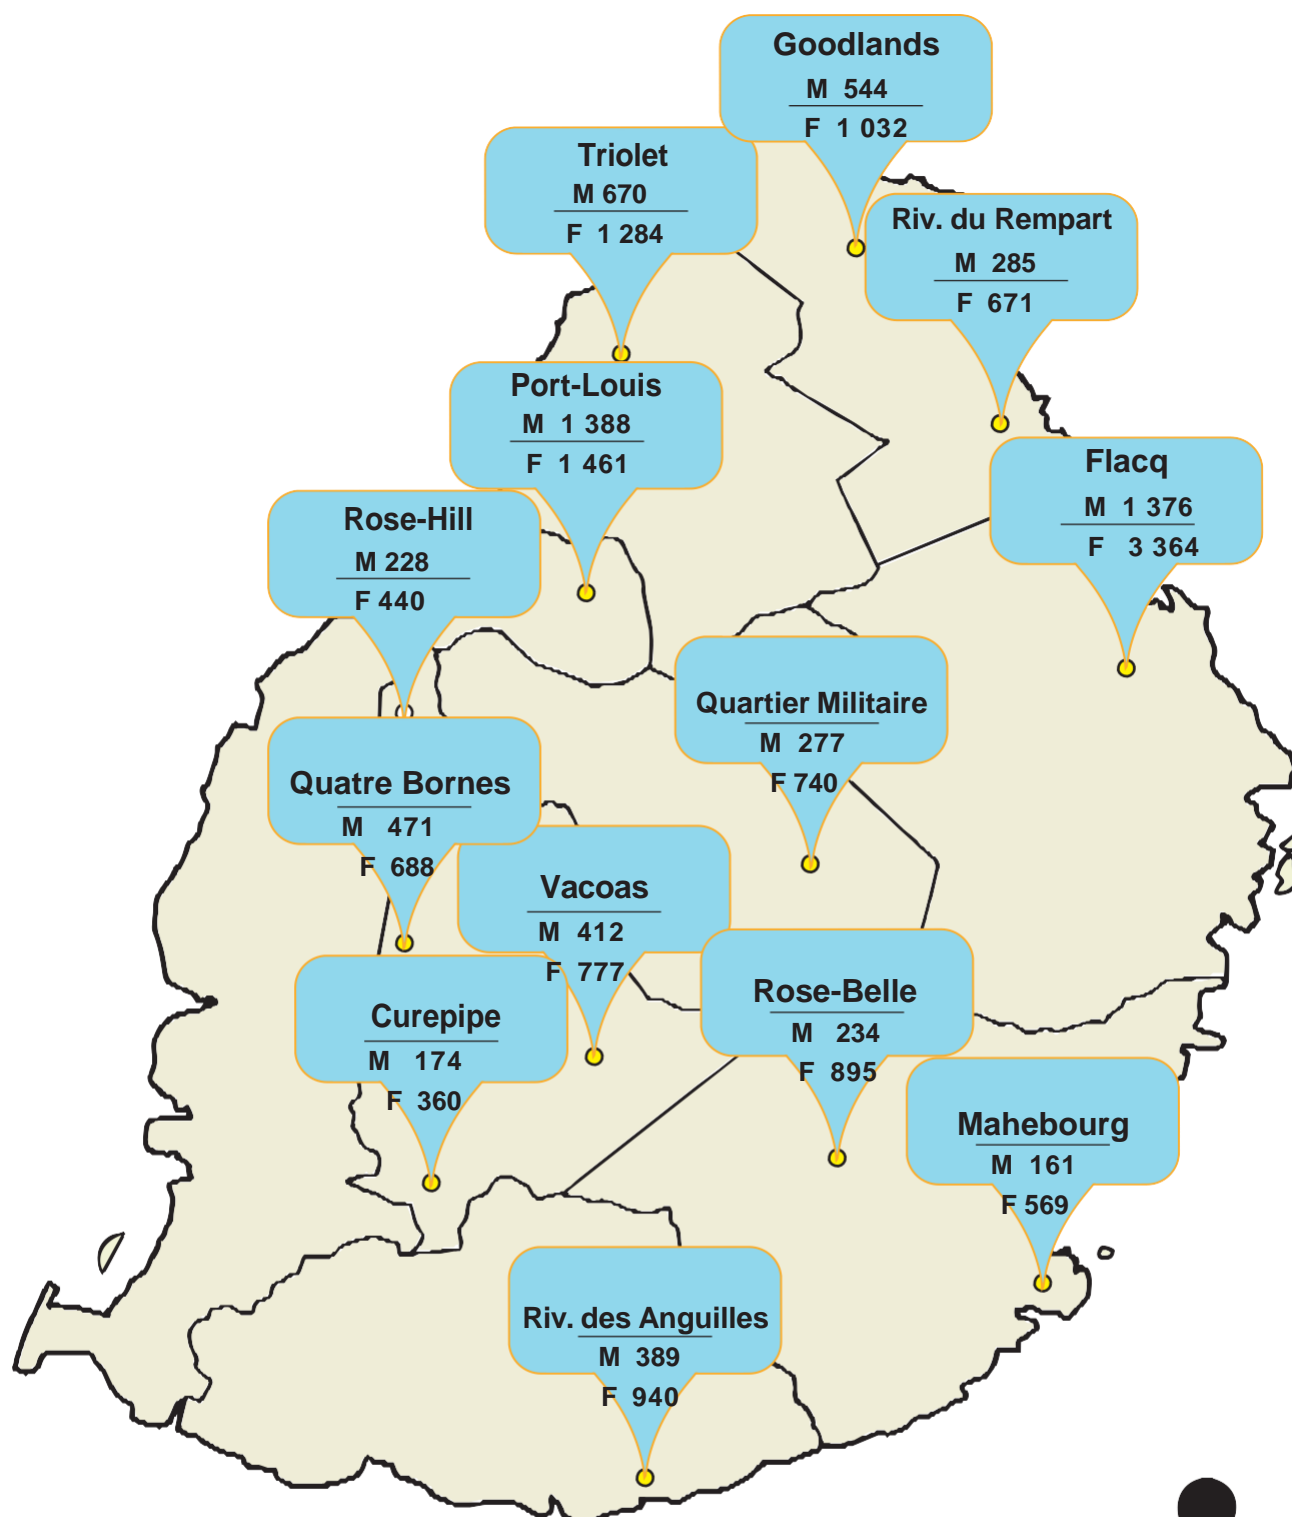 Goodlands
M 544
F 1 032
Triolet
M 670
F 1 284
Riv. du Rempart
M 285
F 671
Port-Louis
M 1 388
F 1 461
Flacq
M 1 376
F 3 364
Rose-Hill
M 228
F 440
Quartier Militaire
M 277
F 740
Quatre Bornes
M 471
F 688
Vacoas
M 412
F 777
Rose-Belle
M 234
F 895
Curepipe
M 174
F 360
Mahebourg
M 161
F 569
Riv. des Anguilles
M 389
F 940